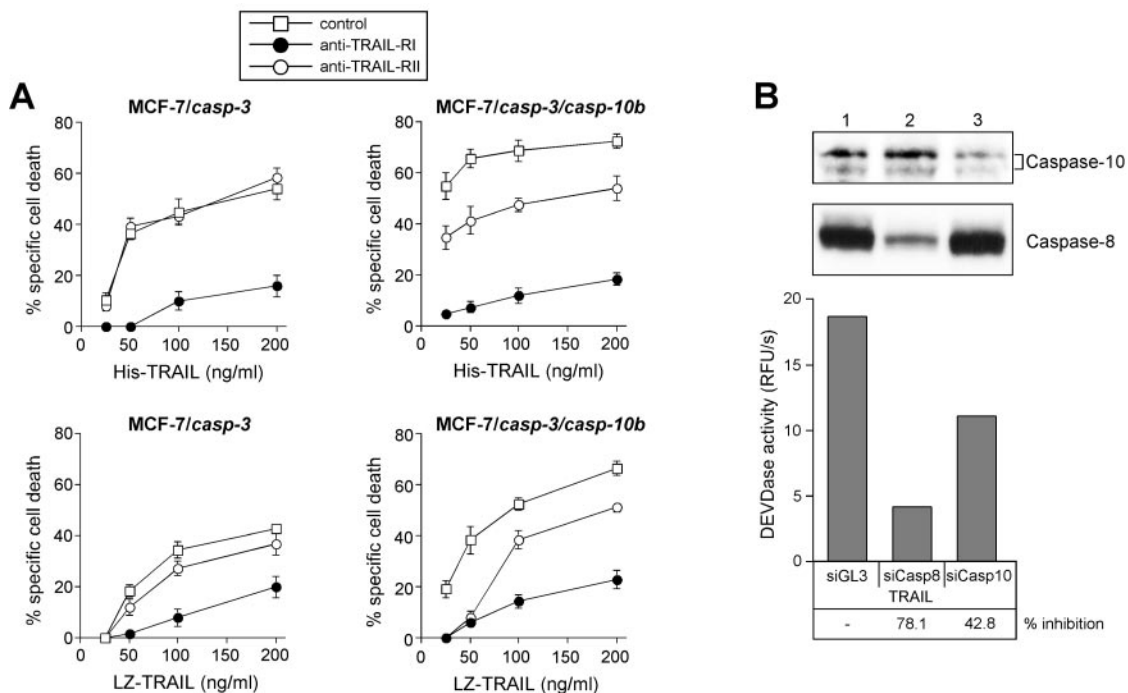 control
anti-TRAIL-RI
anti-TRAIL-RII
A
MCF-7/casp-3
% specific cell death
80
60
40
20
0
0 50 100 150 200
His-TRAIL (ng/ml)
MCF-7/casp-3/casp-10b
% specific cell death
80
60
40
20
0
0 50 100 150 200
His-TRAIL (ng/ml)
MCF-7/casp-3
% specific cell death
80
60
40
20
0
0 50 100 150 200
LZ-TRAIL (ng/ml)
MCF-7/casp-3/casp-10b
% specific cell death
80
60
40
20
0
0 50 100 150 200
LZ-TRAIL (ng/ml)
B
1 2 3
Caspase-10
Caspase-8
DEVDase activity (RFU/s)
20
15
10
5
0
siGL3 siCasp8 siCasp10
TRAIL
- 78.1 42.8 % inhibition